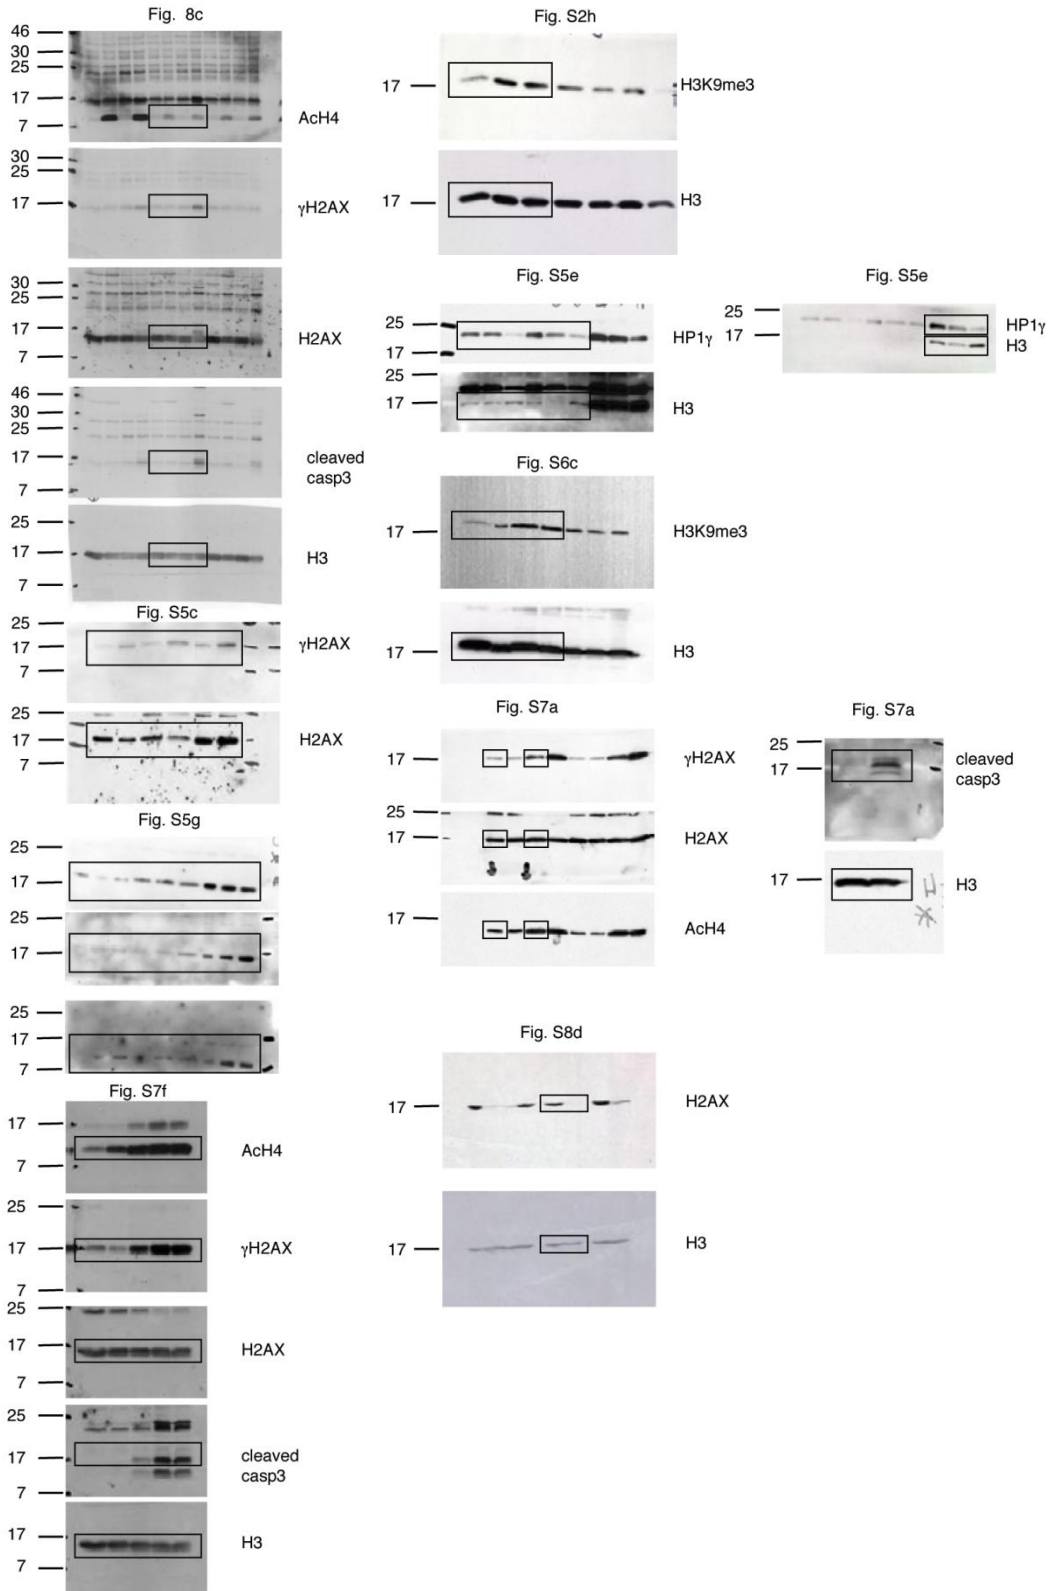 Fig. 8c
46
30
25
17
7
AcH4
30
25
17
γH2AX
30
25
17
7
H2AX
46
30
25
17
7
cleaved
casp3
25
17
7
H3
Fig. S5c
25
17
7
γH2AX
25
17
7
H2AX
Fig. S5g
25
17
25
17
25
17
7
Fig. S7f
17
7
AcH4
25
17
7
γH2AX
25
17
7
H2AX
25
17
7
cleaved
casp3
17
7
H3
Fig. S2h
17
H3K9me3
17
H3
Fig. S5e
25
17
HP1γ
25
17
H3
Fig. S6c
17
H3K9me3
17
H3
Fig. S7a
17
γH2AX
25
17
H2AX
17
AcH4
Fig. S8d
17
H2AX
17
H3
Fig. S5e
25
17
HP1γ
H3
Fig. S7a
25
17
cleaved
casp3
17
H3